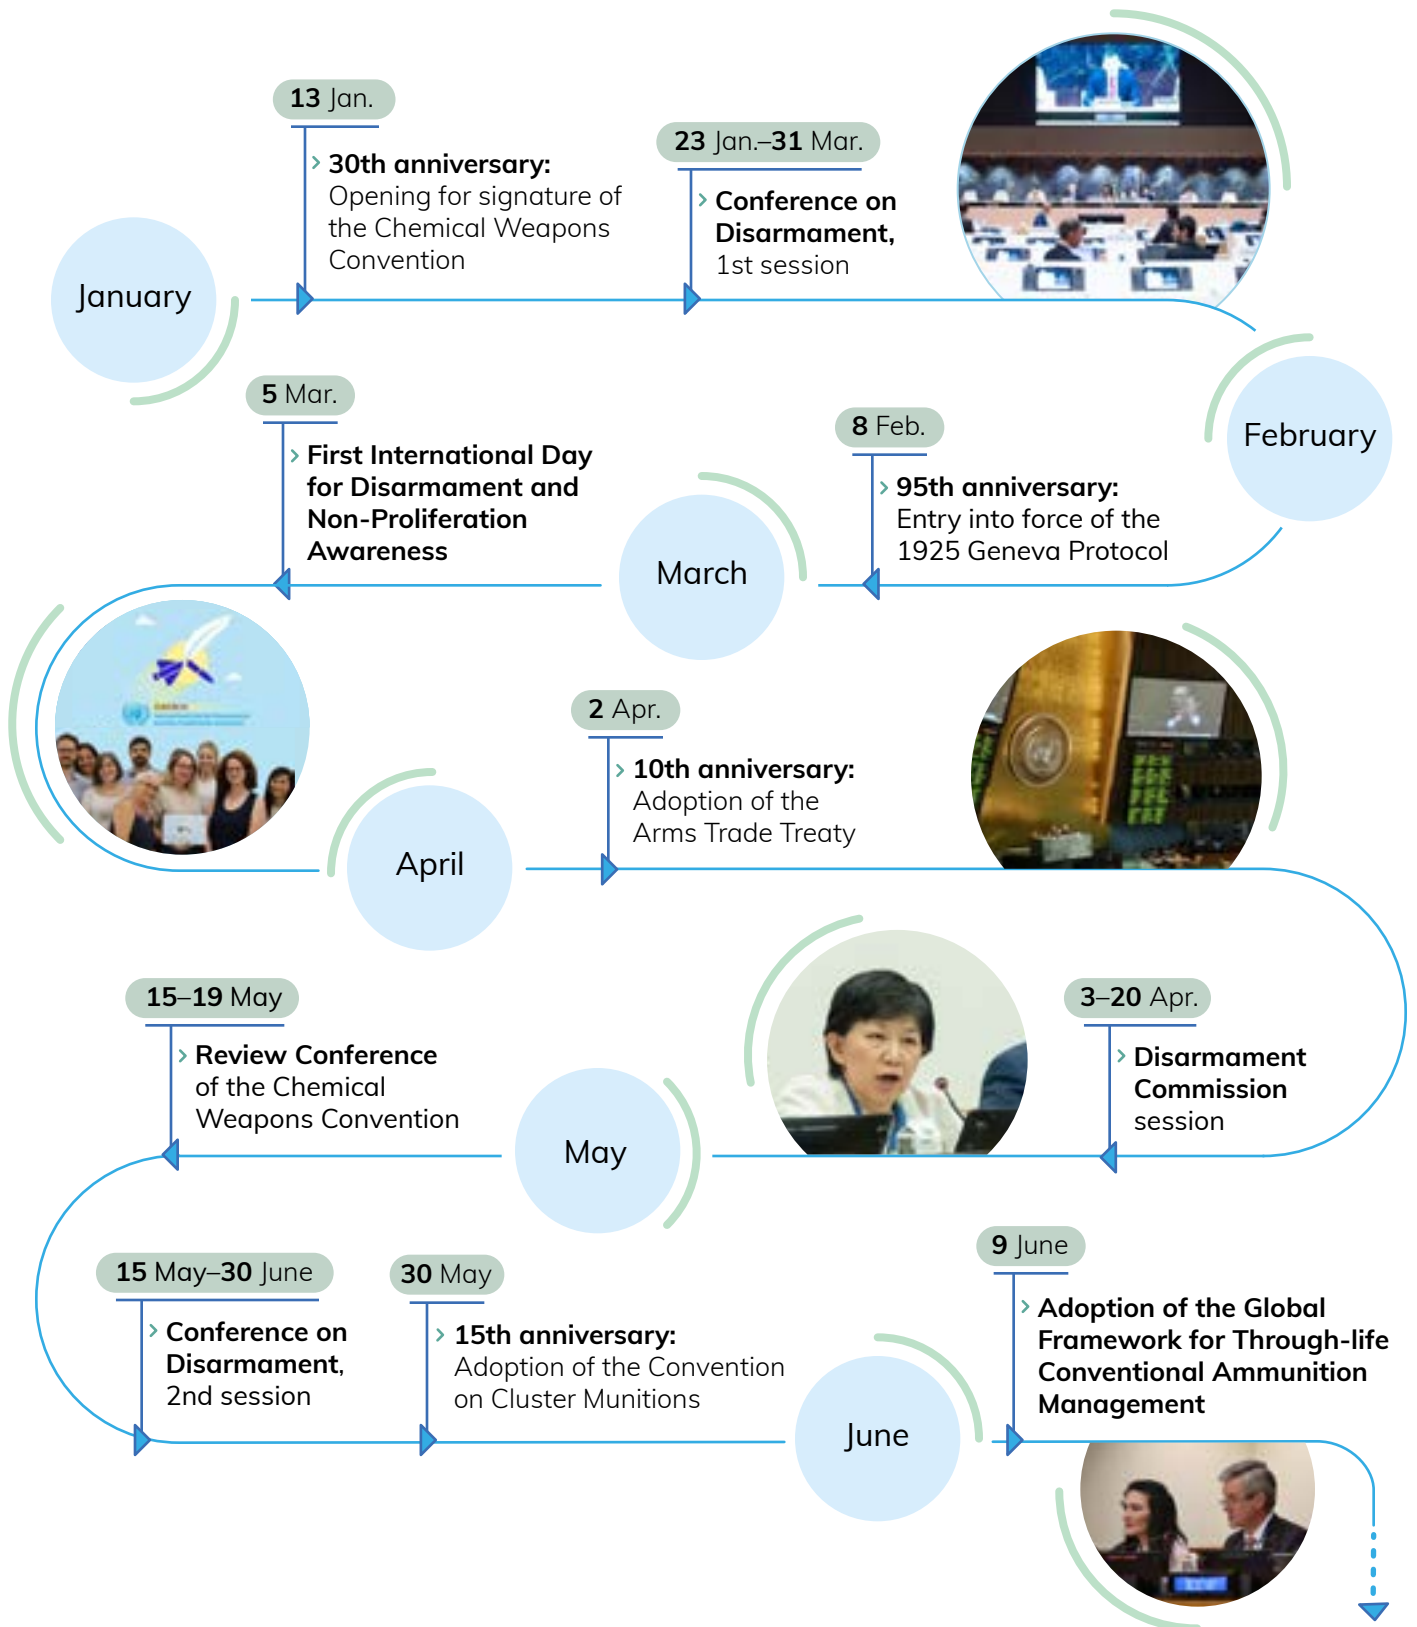 January
13 Jan.
30th anniversary:
Opening for signature of
the Chemical Weapons
Convention
23 Jan.–31 Mar.
Conference on
Disarmament,
1st session
February
8 Feb.
95th anniversary:
Entry into force of the
1925 Geneva Protocol
March
5 Mar.
First International Day
for Disarmament and
Non-Proliferation
Awareness
April
2 Apr.
10th anniversary:
Adoption of the
Arms Trade Treaty
3–20 Apr.
Disarmament
Commission
session
May
15–19 May
Review Conference
of the Chemical
Weapons Convention
15 May–30 June
Conference on
Disarmament,
2nd session
30 May
15th anniversary:
Adoption of the Convention
on Cluster Munitions
June
9 June
Adoption of the Global
Framework for Through-life
Conventional Ammunition
Management